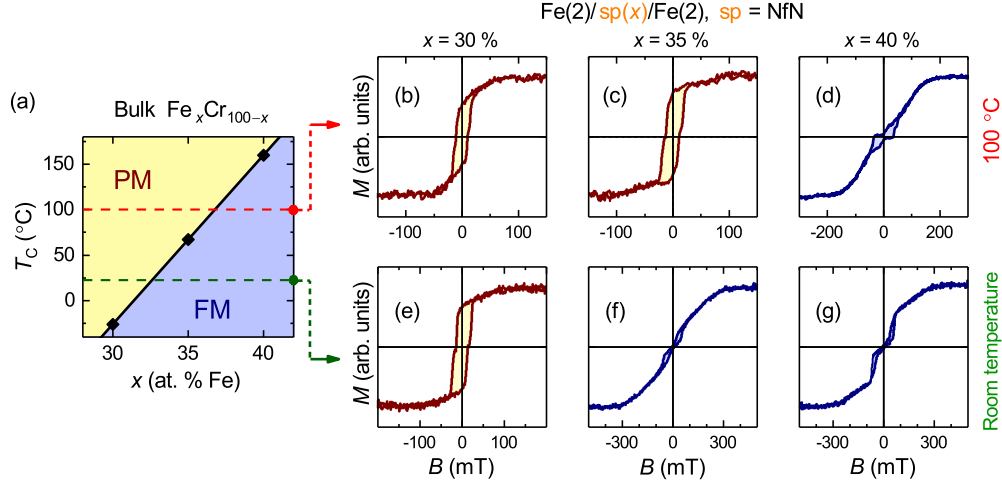 Fe(2)/sp(x)/Fe(2), sp = NfN
x = 30 %
x = 35 %
x = 40 %
(a)
Bulk FexCr100−x
PM
FM
150
100
50
0
TC (°C)
30
35
40
x (at. % Fe)
(b)
M (arb. units)
-100
0
100
(c)
-100
0
100
(d)
-200
0
200
100 °C
(e)
M (arb. units)
-100
0
100
B (mT)
(f)
-300
0
300
B (mT)
(g)
-300
0
300
B (mT)
Room temperature